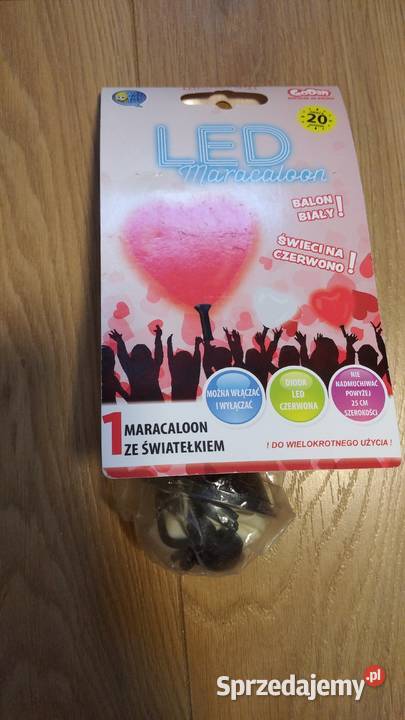 GoDan
20
LED
Maracaloon
BALON
BIAŁY!
ŚWIECI NA
CZERWONO!
MOŻNA WŁĄCZAĆ
I WYŁĄCZAĆ
DIODA
LED
CZERWONA
NIE
NADMUCHIWAĆ
POWYŻEJ
25 CM
SZEROKOŚCI
1 MARACALOON
ZE ŚWIATEŁKIEM
! DO WIELOKROTNEGO UŻYCIA !
Sprzedajemy.pl